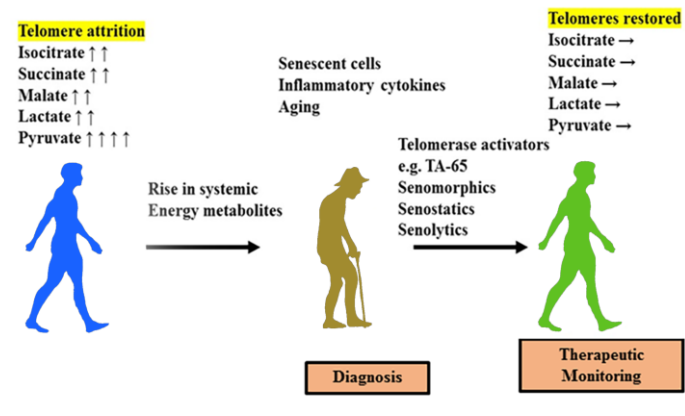 Telomere attrition
Isocitrate ↑ ↑
Succinate ↑ ↑
Malate ↑ ↑
Lactate ↑ ↑
Pyruvate ↑ ↑ ↑ ↑
Rise in systemic
Energy metabolites
Senescent cells
Inflammatory cytokines
Aging
Telomerase activators
e.g. TA-65
Senomorphics
Senostatics
Senolytics
Telomeres restored
Isocitrate →
Succinate →
Malate →
Lactate →
Pyruvate →
Diagnosis
Therapeutic
Monitoring